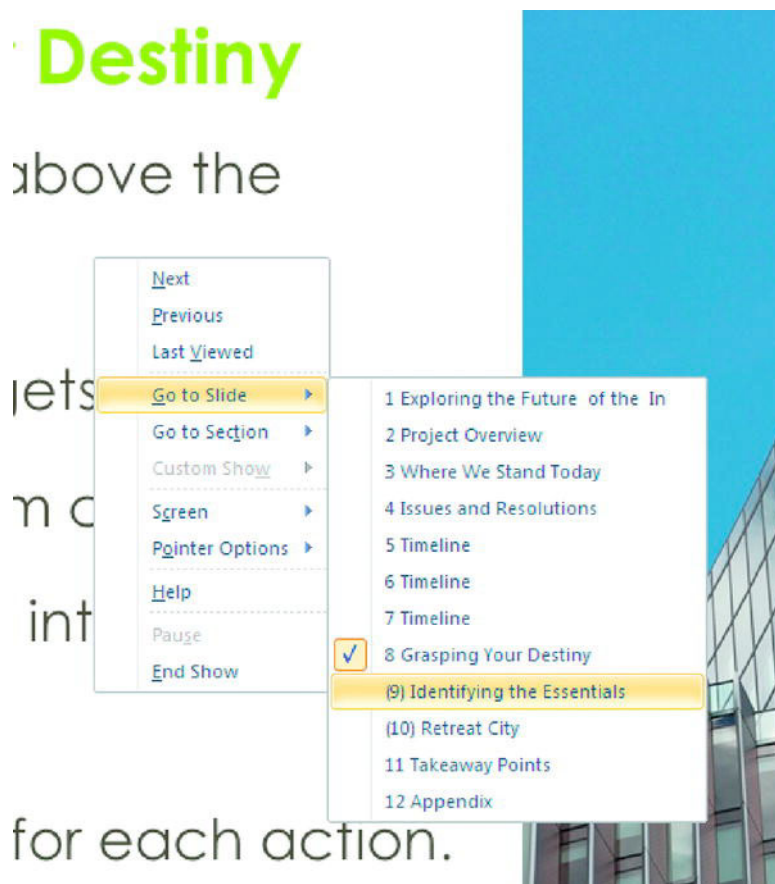 Destiny
above the
gets
m
int
for each action.
Next
Previous
Last Viewed
Go to Slide
Go to Section
Custom Show
Screen
Pointer Options
Help
Pause
End Show
1 Exploring the Future of the In
2 Project Overview
3 Where We Stand Today
4 Issues and Resolutions
5 Timeline
6 Timeline
7 Timeline
8 Grasping Your Destiny
(9) Identifying the Essentials
(10) Retreat City
11 Takeaway Points
12 Appendix